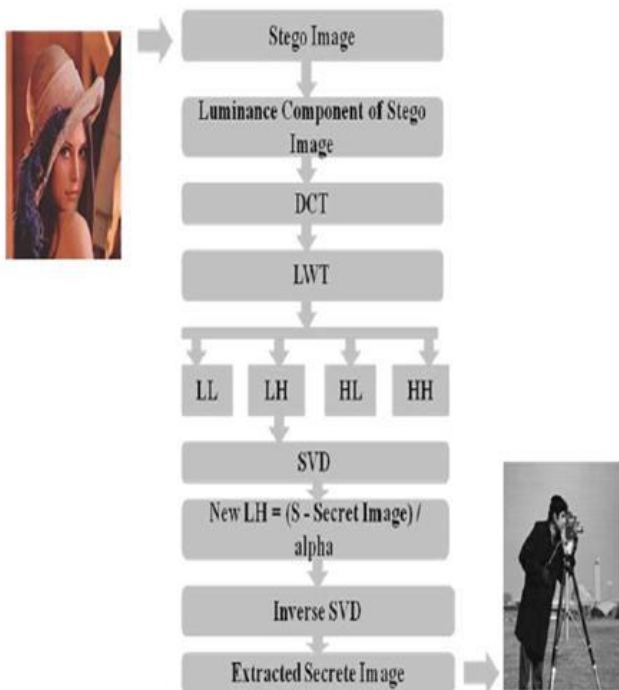 Stego Image
Luminance Component of Stego
Image
DCT
LWT
LL LH HL HH
SVD
New LH = (S - Secret Image) /
alpha
Inverse SVD
Extracted Secrete Image